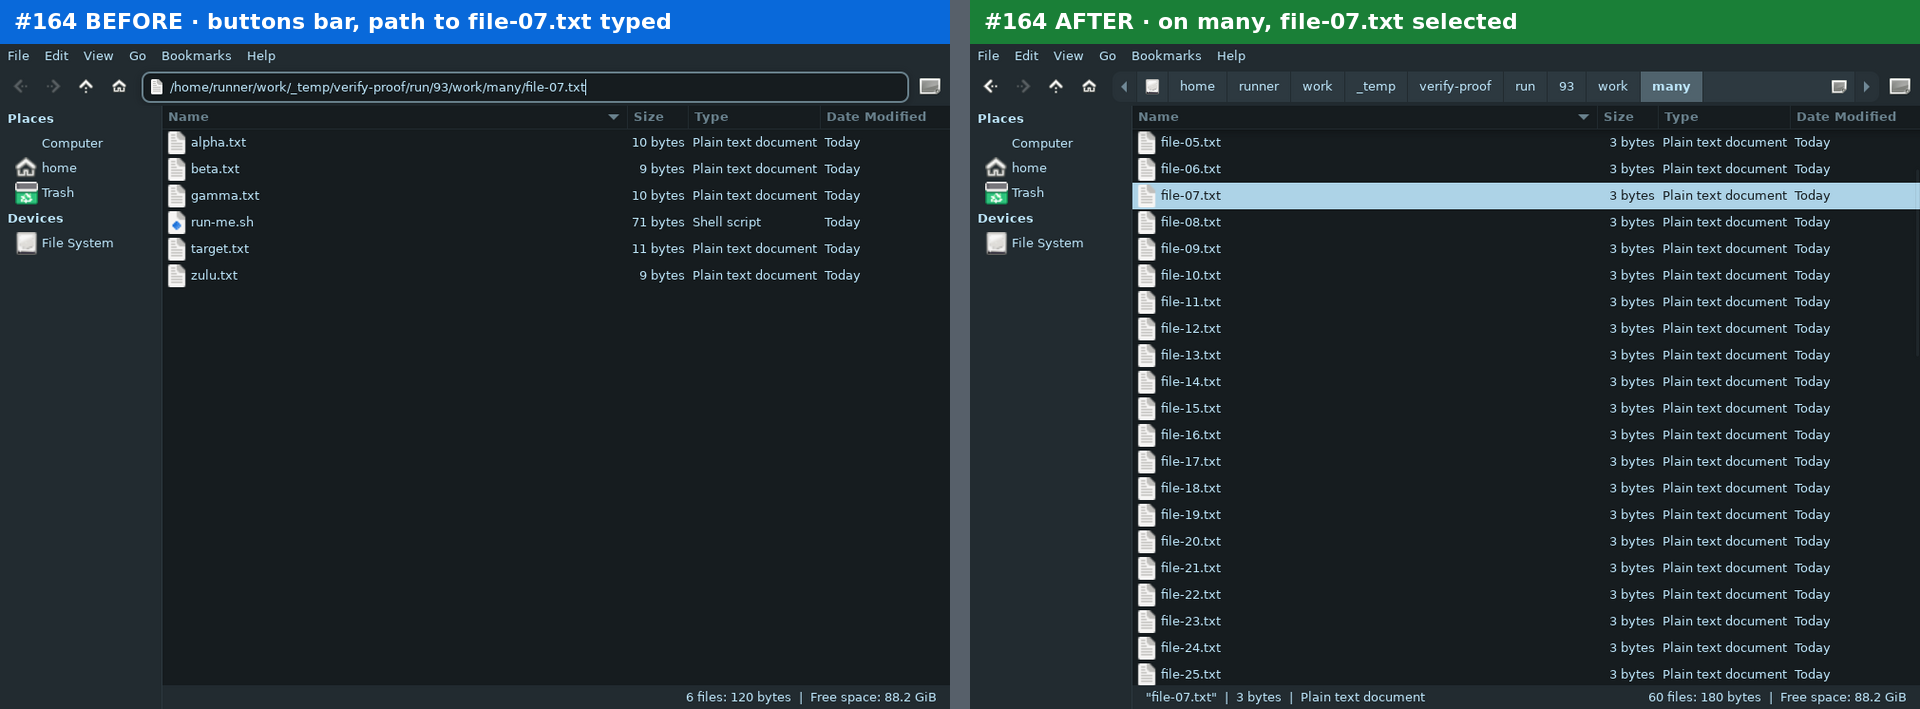 #164 BEFORE · buttons bar, path to file-07.txt typed
File Edit View Go Bookmarks Help
/home/runner/work/_temp/verify-proof/run/93/work/many/file-07.txt
Places
Computer
home
Trash
Devices
File System
Name Size Type Date Modified
alpha.txt 10 bytes Plain text document Today
beta.txt 9 bytes Plain text document Today
gamma.txt 10 bytes Plain text document Today
run-me.sh 71 bytes Shell script Today
target.txt 11 bytes Plain text document Today
zulu.txt 9 bytes Plain text document Today
6 files: 120 bytes | Free space: 88.2 GiB
#164 AFTER · on many, file-07.txt selected
File Edit View Go Bookmarks Help
home runner work _temp verify-proof run 93 work many
Places
Computer
home
Trash
Devices
File System
Name Size Type Date Modified
file-05.txt 3 bytes Plain text document Today
file-06.txt 3 bytes Plain text document Today
file-07.txt 3 bytes Plain text document Today
file-08.txt 3 bytes Plain text document Today
file-09.txt 3 bytes Plain text document Today
file-10.txt 3 bytes Plain text document Today
file-11.txt 3 bytes Plain text document Today
file-12.txt 3 bytes Plain text document Today
file-13.txt 3 bytes Plain text document Today
file-14.txt 3 bytes Plain text document Today
file-15.txt 3 bytes Plain text document Today
file-16.txt 3 bytes Plain text document Today
file-17.txt 3 bytes Plain text document Today
file-18.txt 3 bytes Plain text document Today
file-19.txt 3 bytes Plain text document Today
file-20.txt 3 bytes Plain text document Today
file-21.txt 3 bytes Plain text document Today
file-22.txt 3 bytes Plain text document Today
file-23.txt 3 bytes Plain text document Today
file-24.txt 3 bytes Plain text document Today
file-25.txt 3 bytes Plain text document Today
"file-07.txt" | 3 bytes | Plain text document 60 files: 180 bytes | Free space: 88.2 GiB